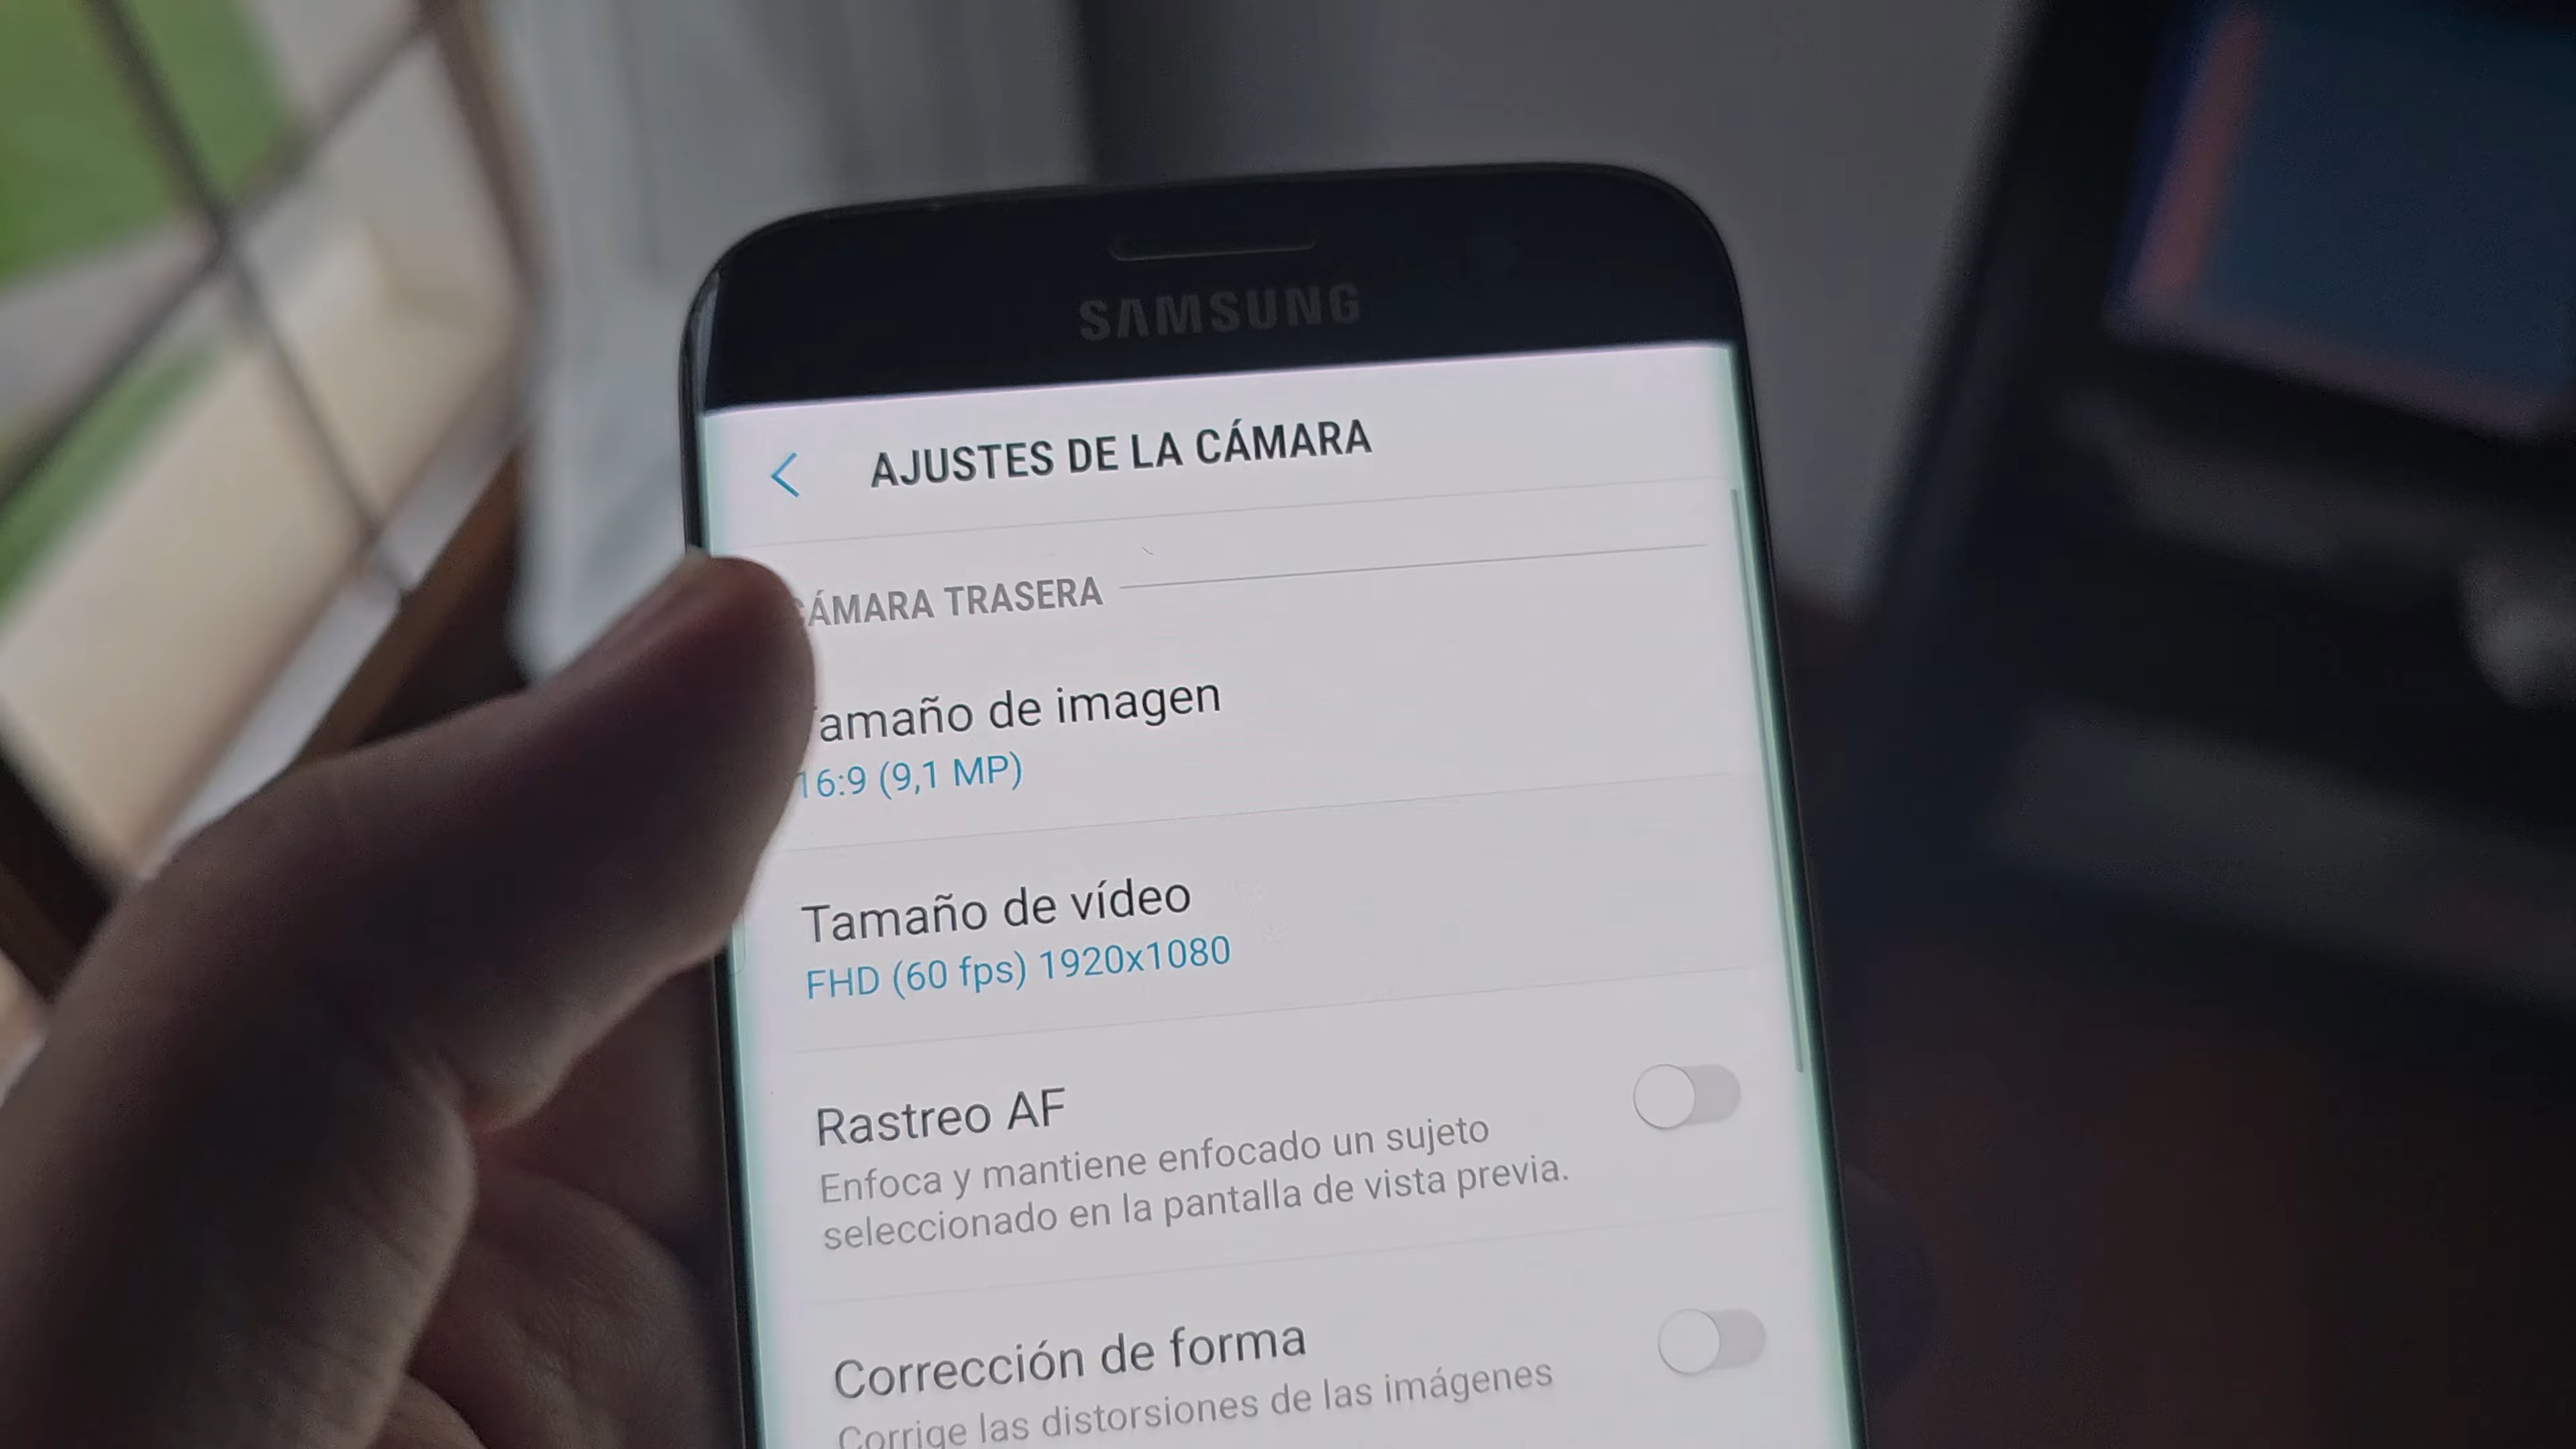 SAMSUNG
AJUSTES DE LA CÁMARA
CÁMARA TRASERA
Tamaño de imagen
16:9 (9,1 MP)
Tamaño de vídeo
FHD (60 fps) 1920x1080
Rastreo AF
Enfoca y mantiene enfocado un sujeto
seleccionado en la pantalla de vista previa.
Corrección de forma
Corrige las distorsiones de las imágenes